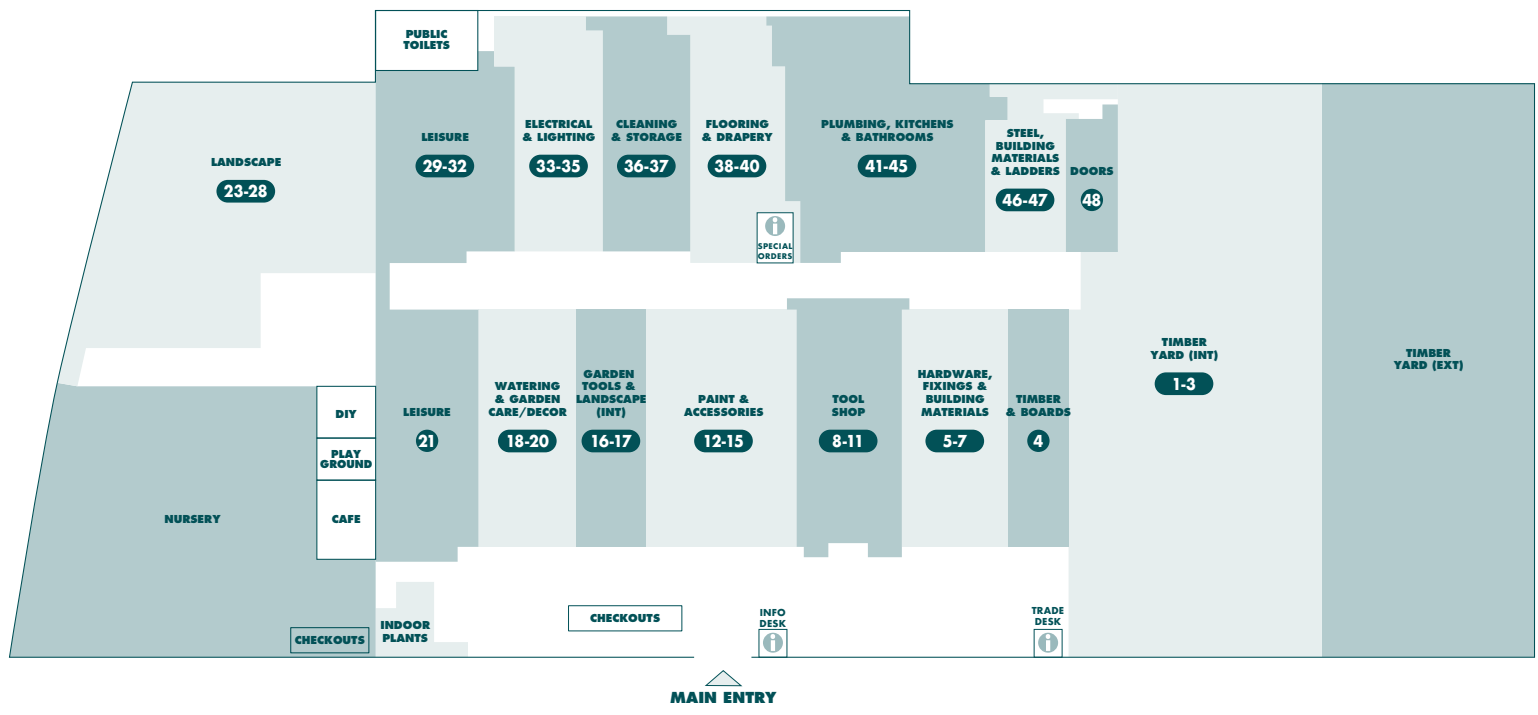 PUBLIC
TOILETS
LANDSCAPE
23-28
LEISURE
29-32
ELECTRICAL
& LIGHTING
33-35
CLEANING
& STORAGE
36-37
FLOORING
& DRAPERY
38-40
SPECIAL
ORDERS
PLUMBING, KITCHENS
& BATHROOMS
41-45
STEEL,
BUILDING
MATERIALS
& LADDERS
46-47
DOORS
48
TIMBER
YARD (INT)
1-3
TIMBER
YARD (EXT)
NURSERY
DIY
PLAY
GROUND
CAFE
LEISURE
21
WATERING
& GARDEN
CARE/DECOR
18-20
GARDEN
TOOLS &
LANDSCAPE
(INT)
16-17
PAINT &
ACCESSORIES
12-15
TOOL
SHOP
8-11
HARDWARE,
FIXINGS &
BUILDING
MATERIALS
5-7
TIMBER
& BOARDS
4
CHECKOUTS
INDOOR
PLANTS
CHECKOUTS
INFO
DESK
TRADE
DESK
MAIN ENTRY